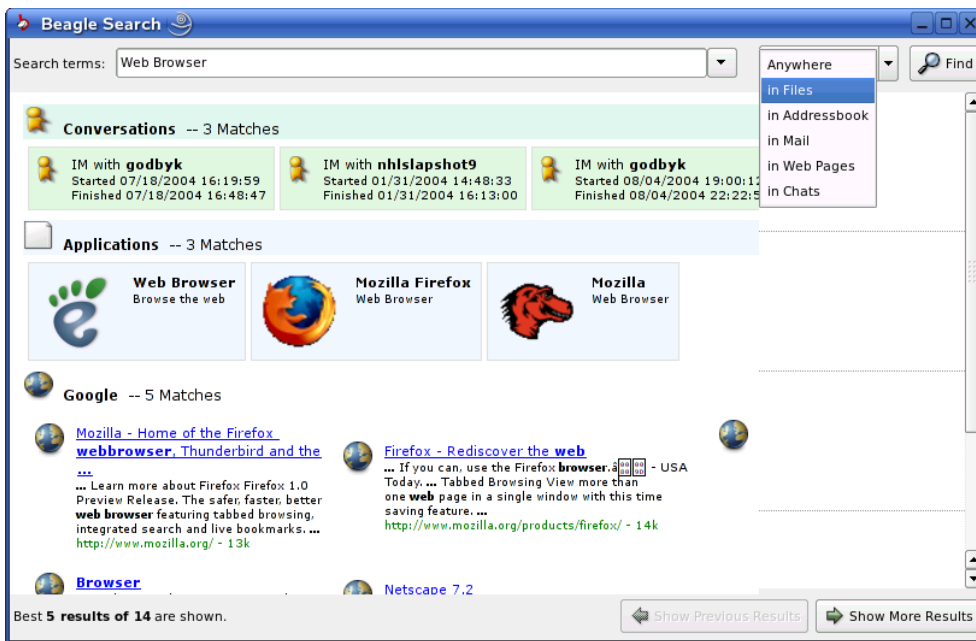 Beagle Search
Search terms: Web Browser
Find
Anywhere
in Files
in Addressbook
in Mail
in Web Pages
in Chats
Conversations -- 3 Matches
IM with godbyk
Started 07/18/2004 16:19:59
Finished 07/18/2004 16:48:47
IM with nhlslapshot9
Started 01/31/2004 14:48:33
Finished 01/31/2004 16:13:00
IM with godbyk
Started 08/04/2004 19:00:12
Finished 08/04/2004 22:22:5
Applications -- 3 Matches
Web Browser
Browse the web
Mozilla Firefox
Web Browser
Mozilla
Web Browser
Google -- 5 Matches
Mozilla - Home of the Firefox
webbrowser, Thunderbird and the
...
... Learn more about Firefox Firefox 1.0
Preview Release. The safer, faster, better
web browser featuring tabbed browsing,
integrated search and live bookmarks. ...
http://www.mozilla.org/ - 13k
Firefox - Rediscover the web
... If you can, use the Firefox browser.â - USA
Today. ... Tabbed Browsing View more than
one web page in a single window with this time
saving feature. ...
http://www.mozilla.org/products/firefox/ - 14k
Browser
Netscape 7.2
Best 5 results of 14 are shown.
Show Previous Results
Show More Results